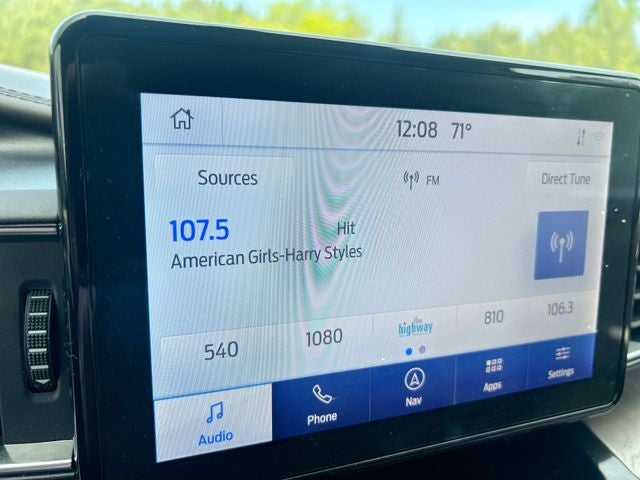 12:08 71°
Sources FM Direct Tune
107.5 Hit
American Girls-Harry Styles
540 1080 the highway 810 106.3
Audio Phone Nav Apps Settings